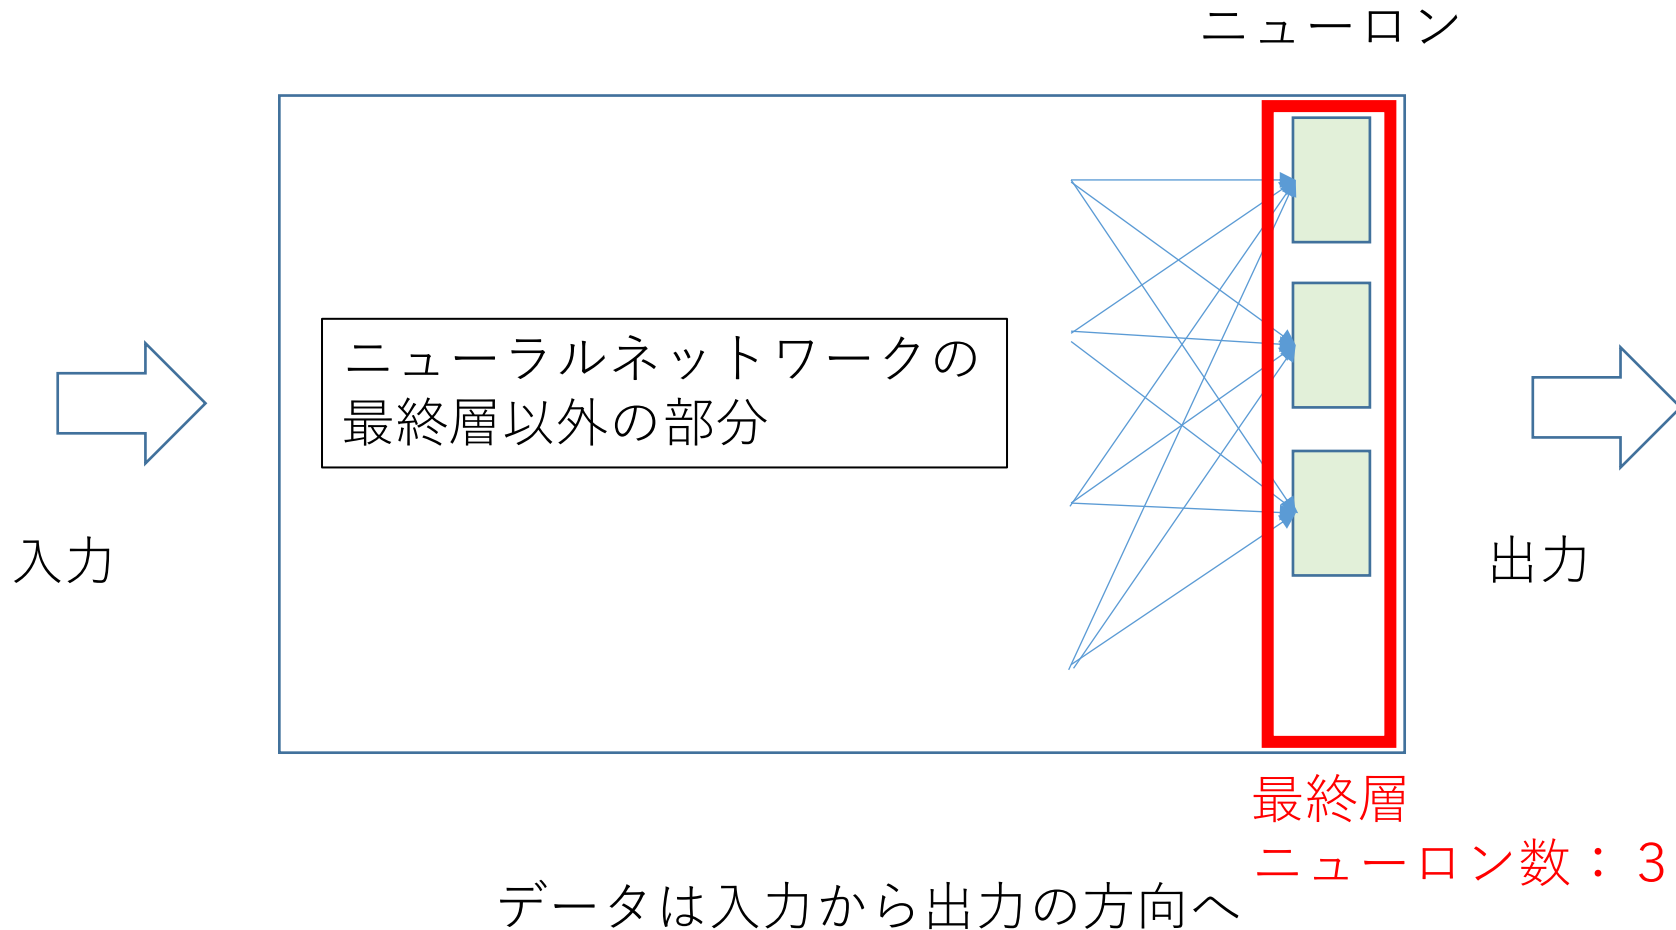 ニューロン
ニューラルネットワークの
最終層以外の部分
入力
出力
最終層
ニューロン数：３
データは入力から出力の方向へ